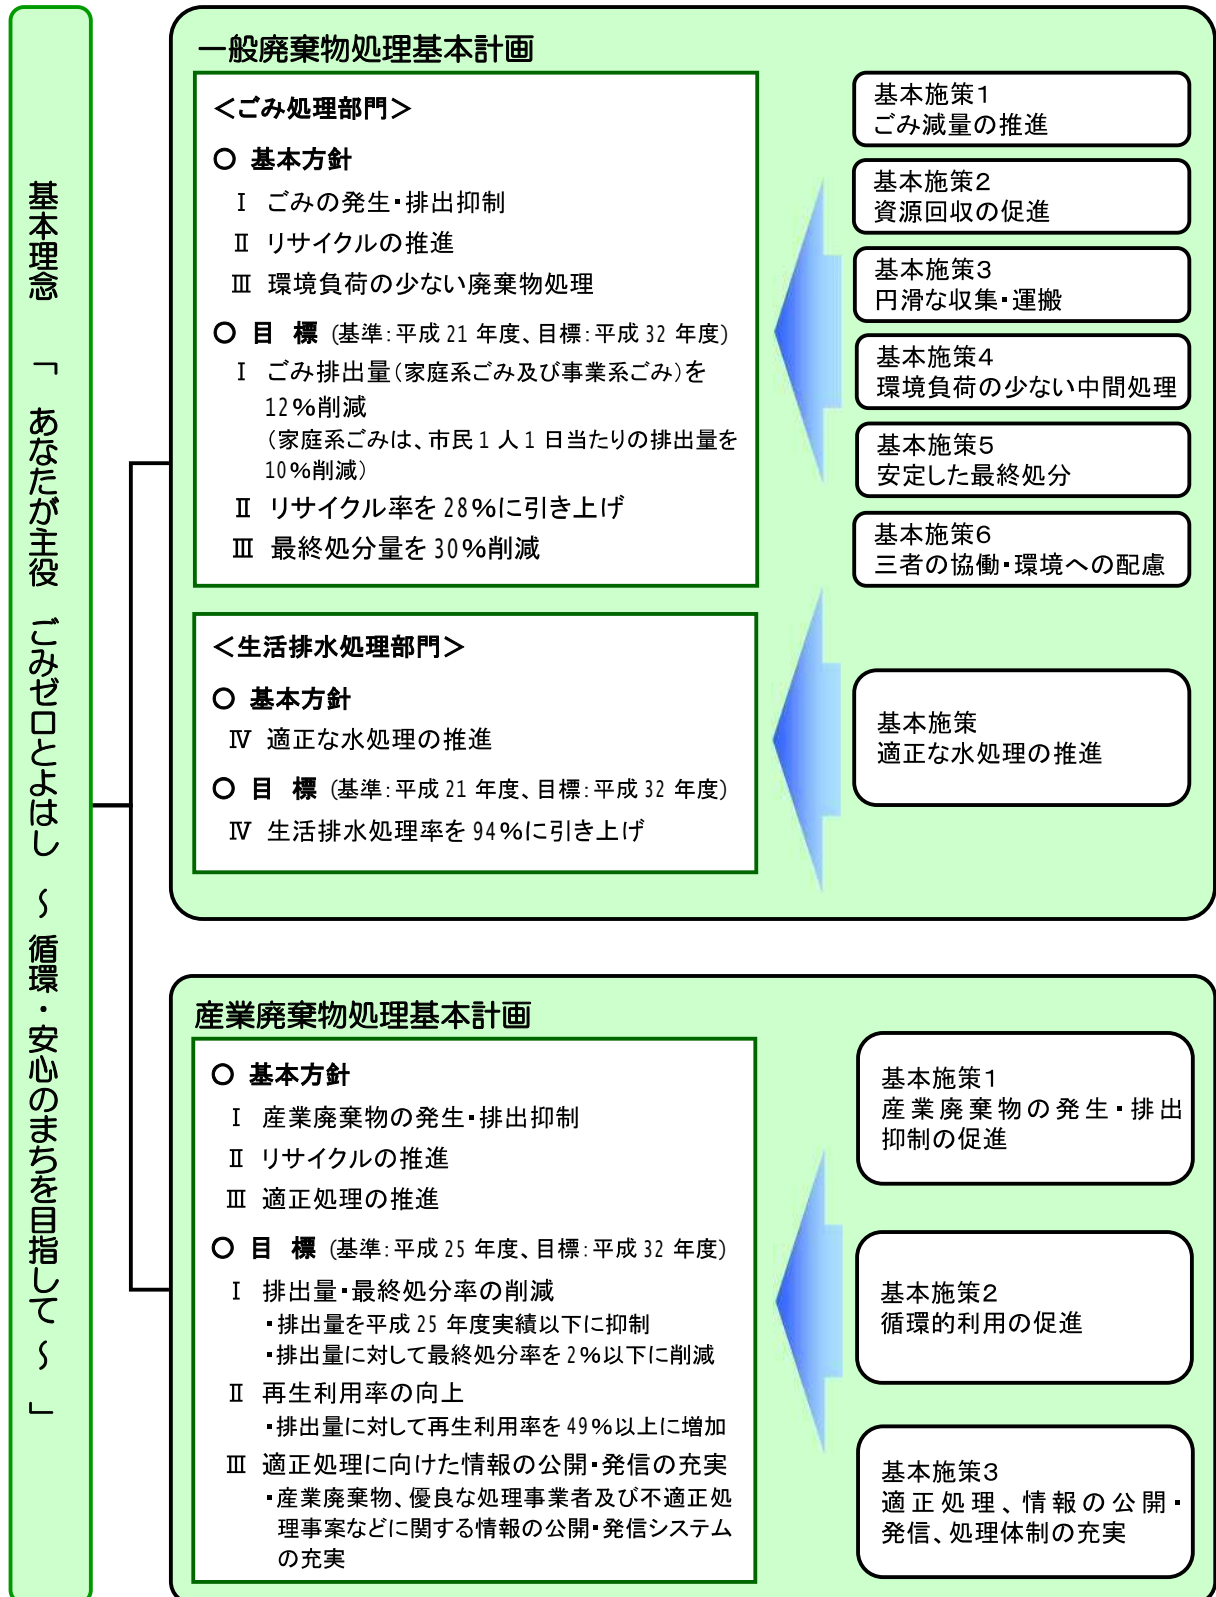 基本理念 「 あなたが主役 ごみゼロとよはし ～ 循環・安心のまちを目指して ～ 」
一般廃棄物処理基本計画
＜ごみ処理部門＞
○ 基本方針
Ⅰ ごみの発生・排出抑制
Ⅱ リサイクルの推進
Ⅲ 環境負荷の少ない廃棄物処理
○ 目 標 (基準：平成 21 年度、目標：平成 32 年度)
Ⅰ ごみ排出量(家庭系ごみ及び事業系ごみ)を
12％削減
(家庭系ごみは、市民 1 人 1 日当たりの排出量を
10％削減)
Ⅱ リサイクル率を 28％に引き上げ
Ⅲ 最終処分量を 30％削減
基本施策1
ごみ減量の推進
基本施策2
資源回収の促進
基本施策3
円滑な収集・運搬
基本施策4
環境負荷の少ない中間処理
基本施策5
安定した最終処分
基本施策6
三者の協働・環境への配慮
＜生活排水処理部門＞
○ 基本方針
Ⅳ 適正な水処理の推進
○ 目 標 (基準：平成 21 年度、目標：平成 32 年度)
Ⅳ 生活排水処理率を 94％に引き上げ
基本施策
適正な水処理の推進
産業廃棄物処理基本計画
○ 基本方針
Ⅰ 産業廃棄物の発生・排出抑制
Ⅱ リサイクルの推進
Ⅲ 適正処理の推進
○ 目 標 (基準：平成 25 年度、目標：平成 32 年度)
Ⅰ 排出量・最終処分率の削減
・排出量を平成 25 年度実績以下に抑制
・排出量に対して最終処分率を 2％以下に削減
Ⅱ 再生利用率の向上
・排出量に対して再生利用率を 49％以上に増加
Ⅲ 適正処理に向けた情報の公開・発信の充実
・産業廃棄物、優良な処理事業者及び不適正処
理事案などに関する情報の公開・発信システム
の充実
基本施策1
産業廃棄物の発生・排出
抑制の促進
基本施策2
循環的利用の促進
基本施策3
適正処理、情報の公開・
発信、処理体制の充実